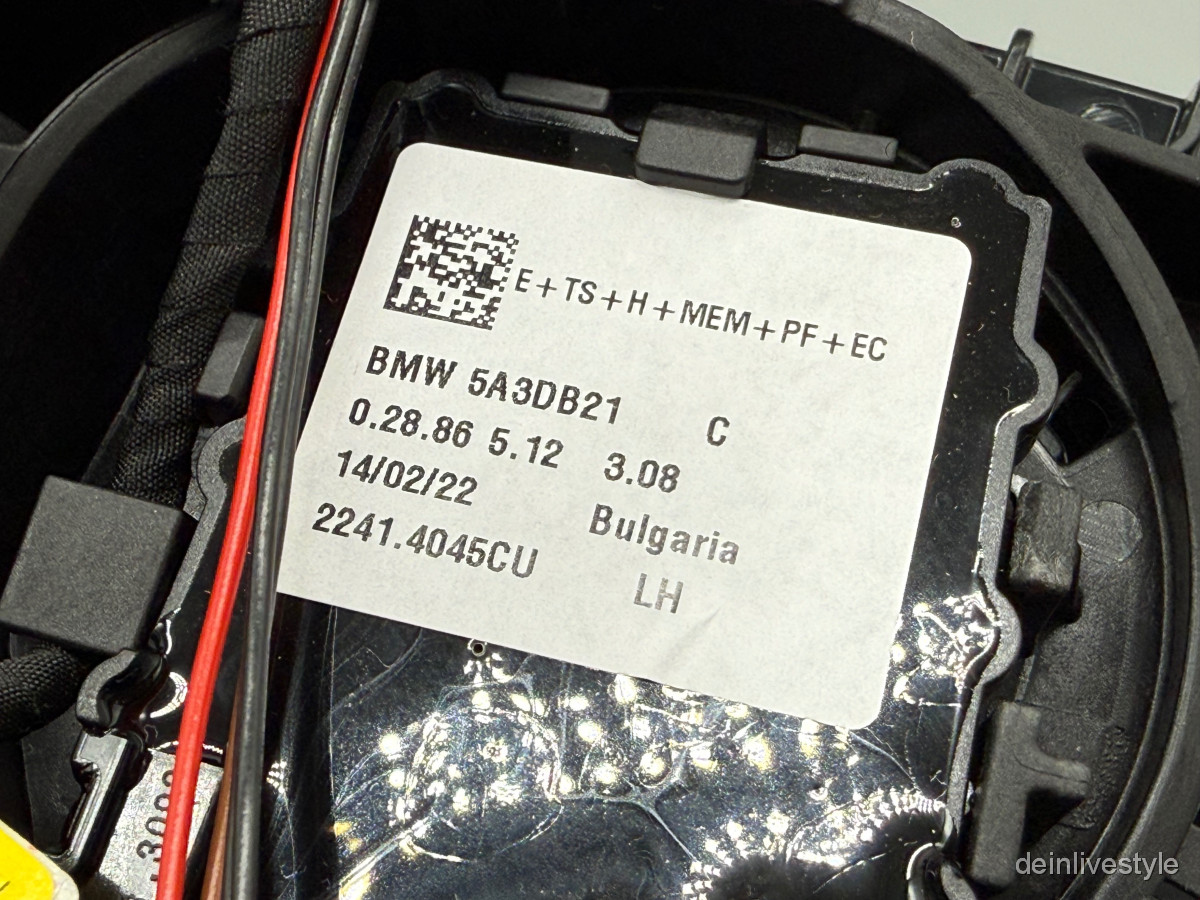 E+TS+H+MEM+PF+EC
BMW 5A3DB21 C
0.28.86 5.12 3.08
14/02/22 Bulgaria
2241.4045CU LH
deinlivestyle